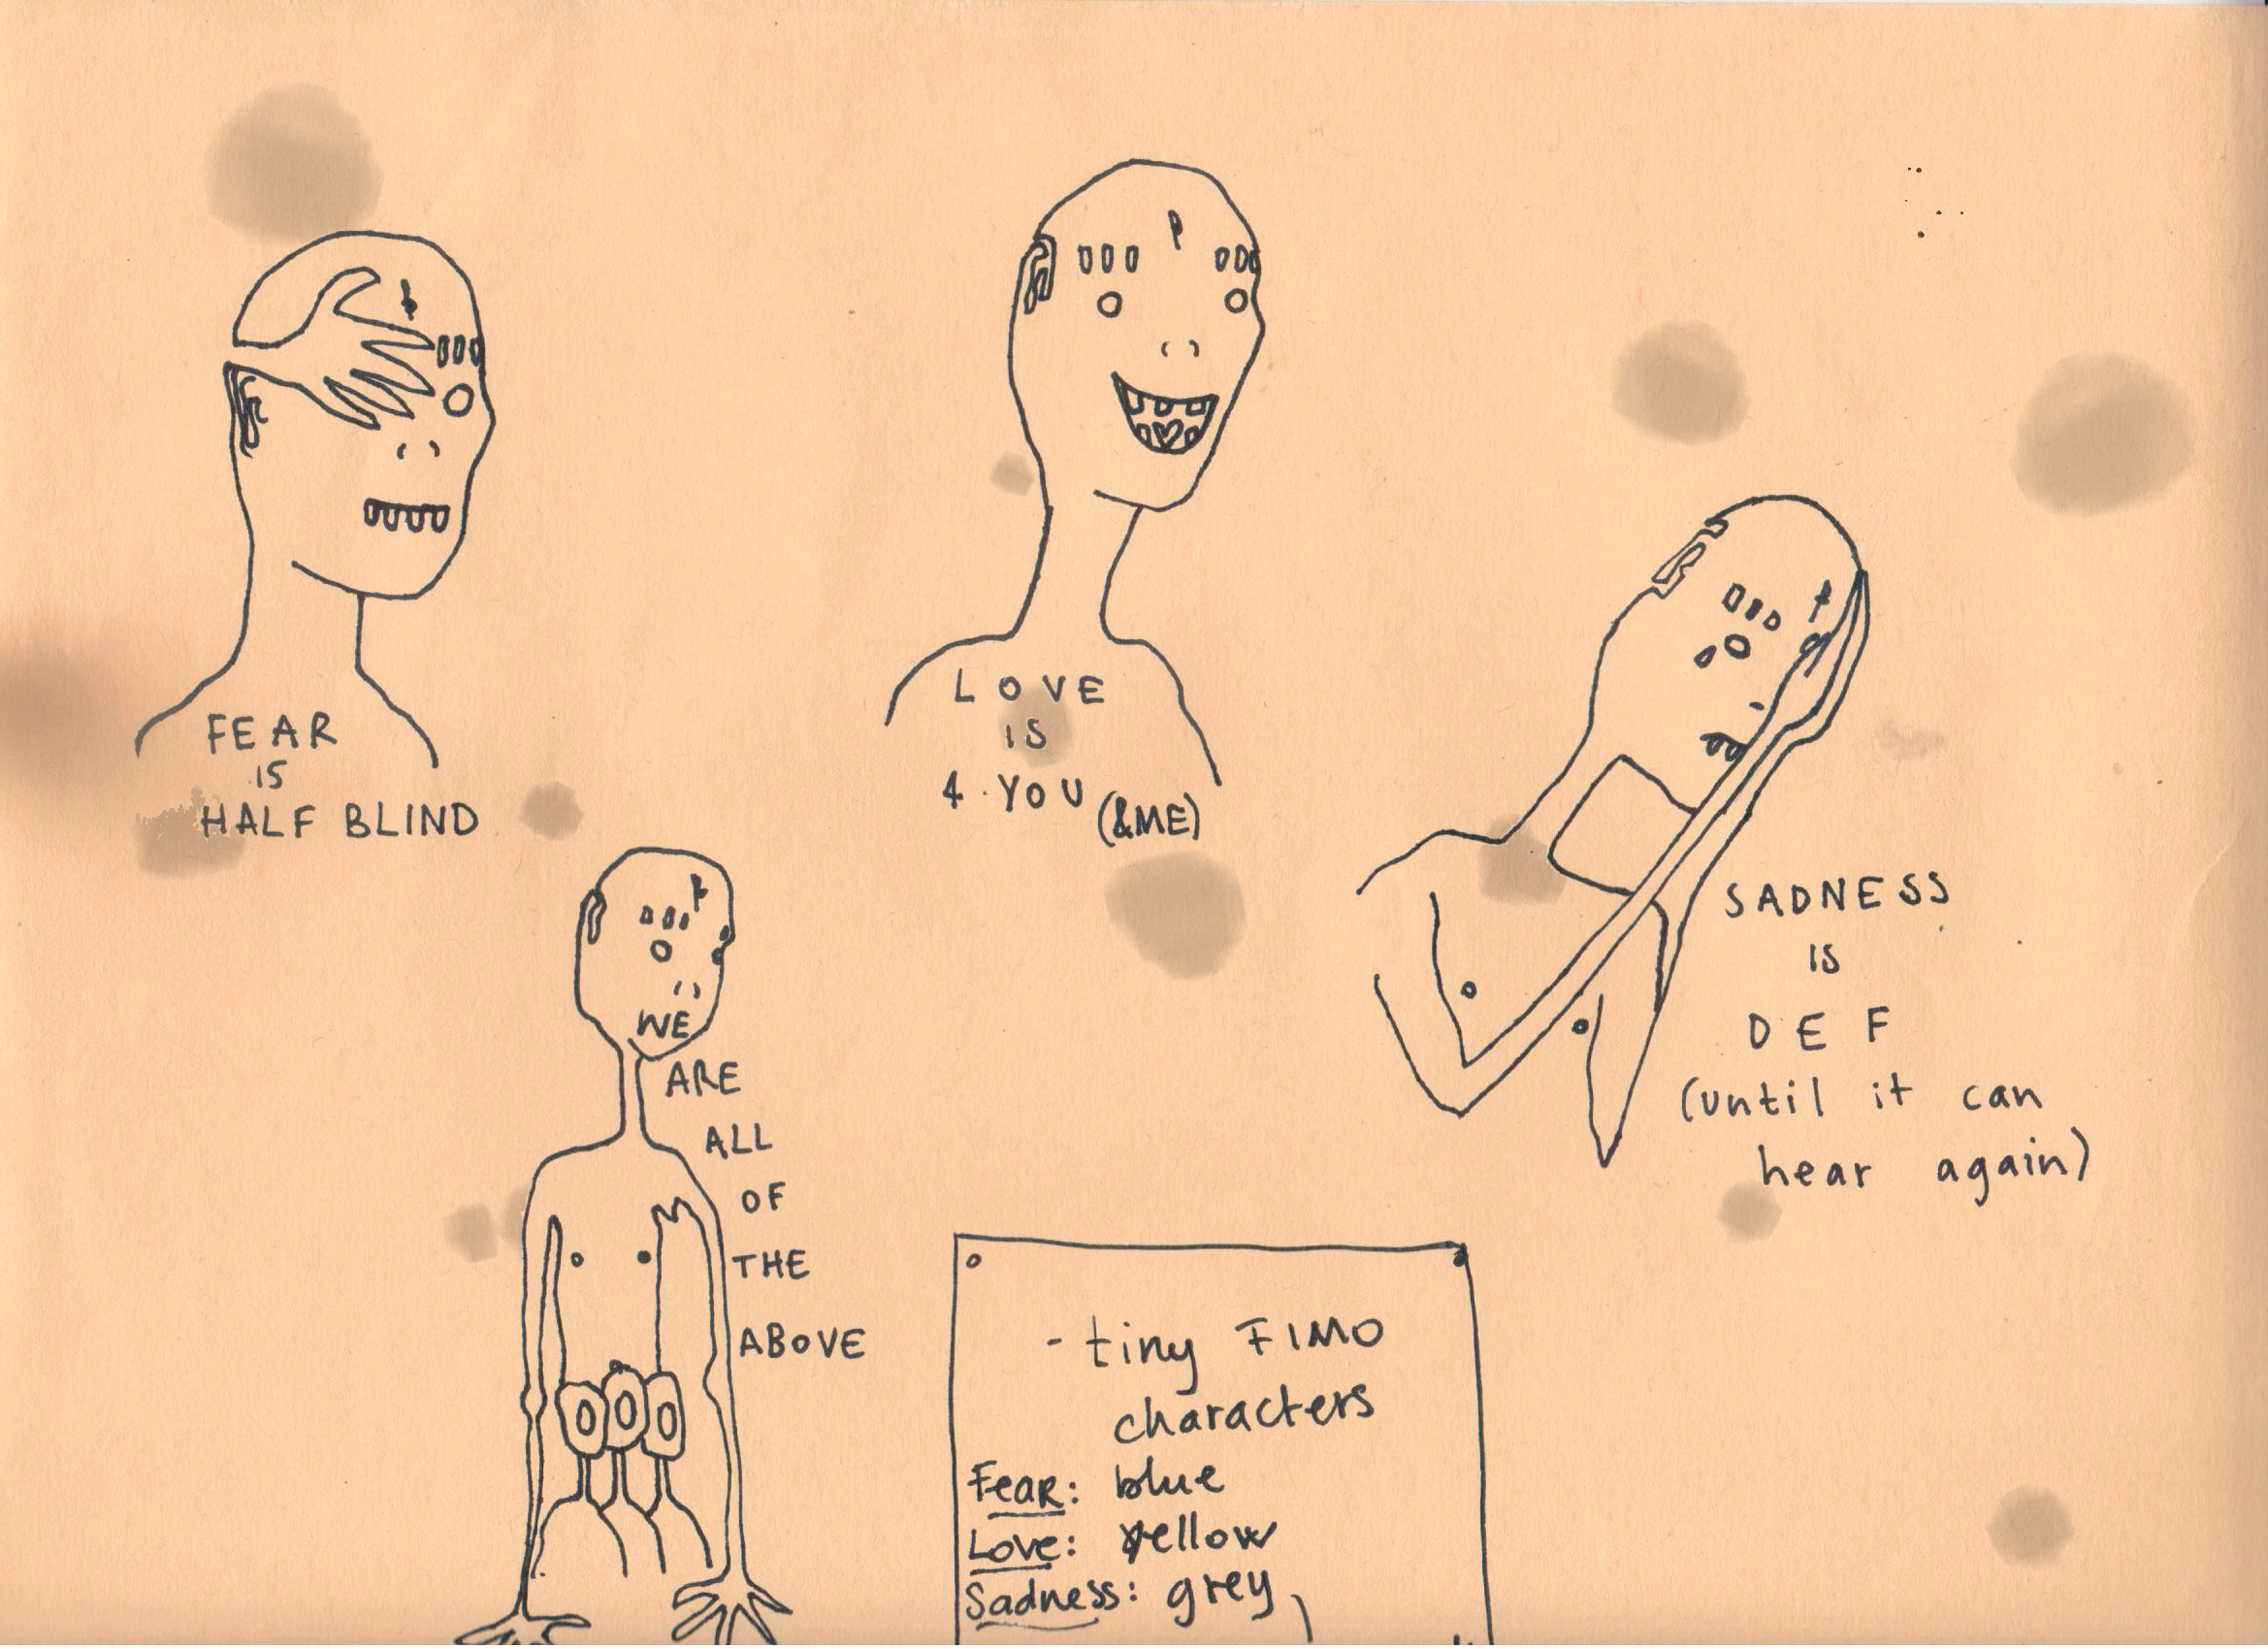 FEAR
IS
HALF BLIND
LOVE
IS
4 YOU (&ME)
SADNESS
IS
DEF
(until it can
hear again)
WE
ARE
ALL
OF
THE
ABOVE
- tiny FIMO
characters
Fear: blue
Love: Yellow
Sadness: grey